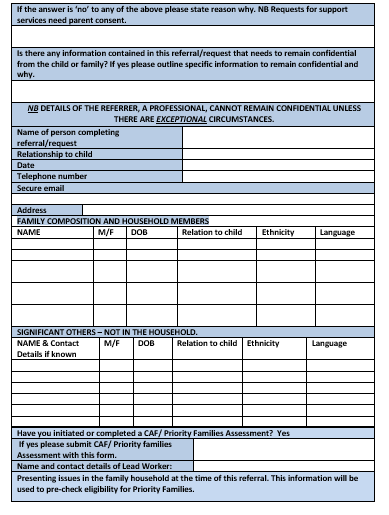 If the answer is ‘no’ to any of the above please state reason why. NB Requests for support
services need parent consent.
Is there any information contained in this referral/request that needs to remain confidential
from the child or family? If yes please outline specific information to remain confidential and
why.
NB DETAILS OF THE REFERRER, A PROFESSIONAL, CANNOT REMAIN CONFIDENTIAL UNLESS
THERE ARE EXCEPTIONAL CIRCUMSTANCES.
Name of person completing
referral/request
Relationship to child
Date
Telephone number
Secure email
Address
FAMILY COMPOSITION AND HOUSEHOLD MEMBERS
NAME M/F DOB Relation to child Ethnicity Language
SIGNIFICANT OTHERS – NOT IN THE HOUSEHOLD.
NAME & Contact M/F DOB Relation to child Ethnicity Language
Details if known
Have you initiated or completed a CAF/ Priority Families Assessment? Yes
If yes please submit CAF/ Priority families
Assessment with this form.
Name and contact details of Lead Worker:
Presenting issues in the family household at the time of this referral. This information will be
used to pre-check eligibility for Priority Families.